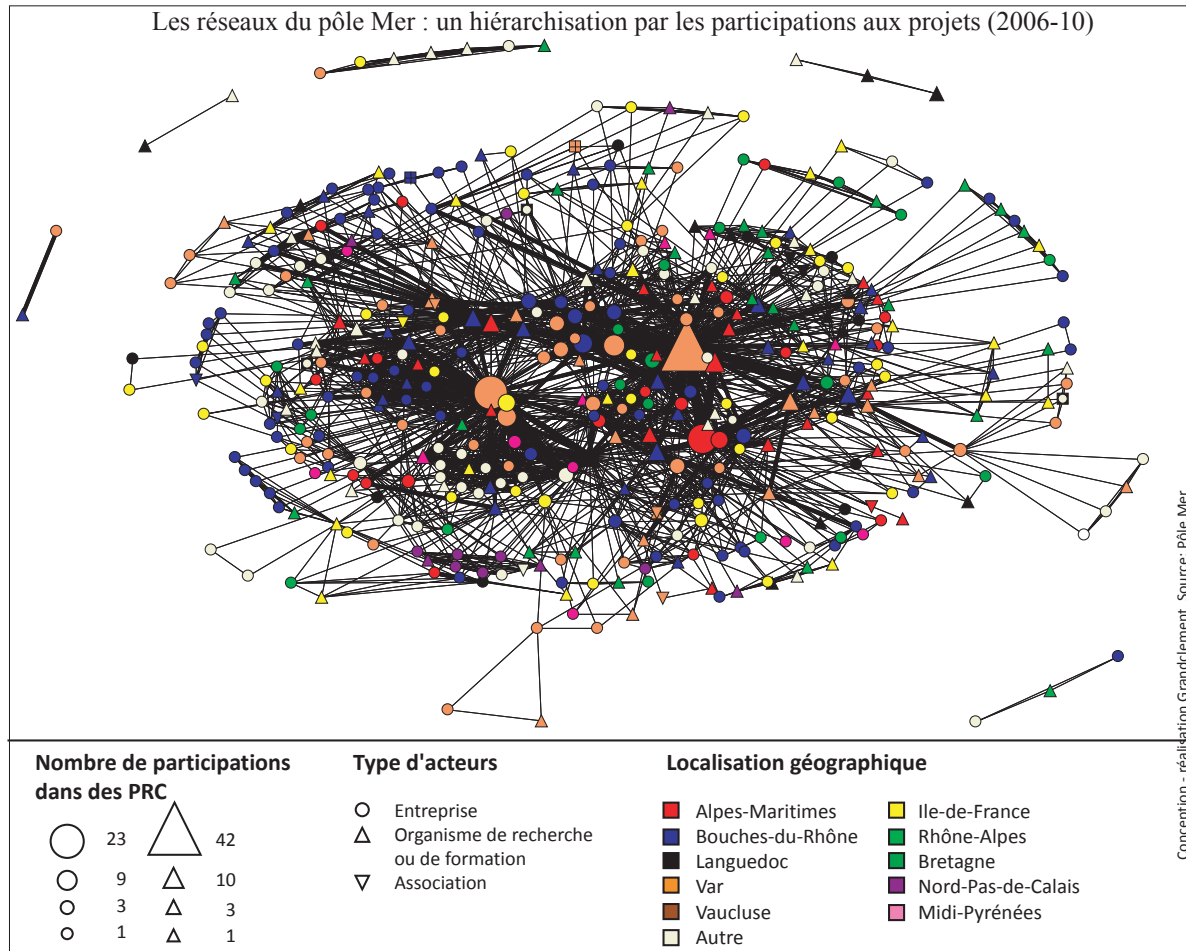 Les réseaux du pôle Mer : un hiérarchisation par les participations aux projets (2006-10)
Conception - réalisation Grandclement Source: Pôle Mer
Nombre de participations
dans des PRC
23
42
9
10
3
3
1
1
Type d'acteurs
Entreprise
Organisme de recherche
ou de formation
Association
Localisation géographique
Alpes-Maritimes
Bouches-du-Rhône
Languedoc
Var
Vaucluse
Autre
Ile-de-France
Rhône-Alpes
Bretagne
Nord-Pas-de-Calais
Midi-Pyrénées